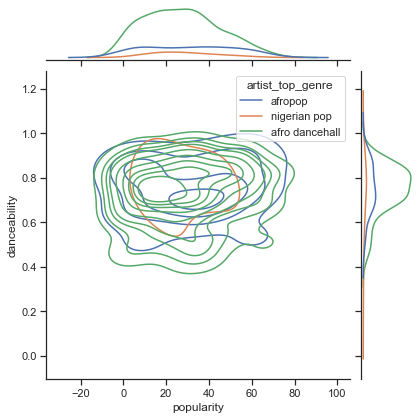 artist_top_genre
afropop
nigerian pop
afro dancehall
1.2
1.0
0.8
0.6
0.4
0.2
0.0
danceability
−20 0 20 40 60 80 100
popularity